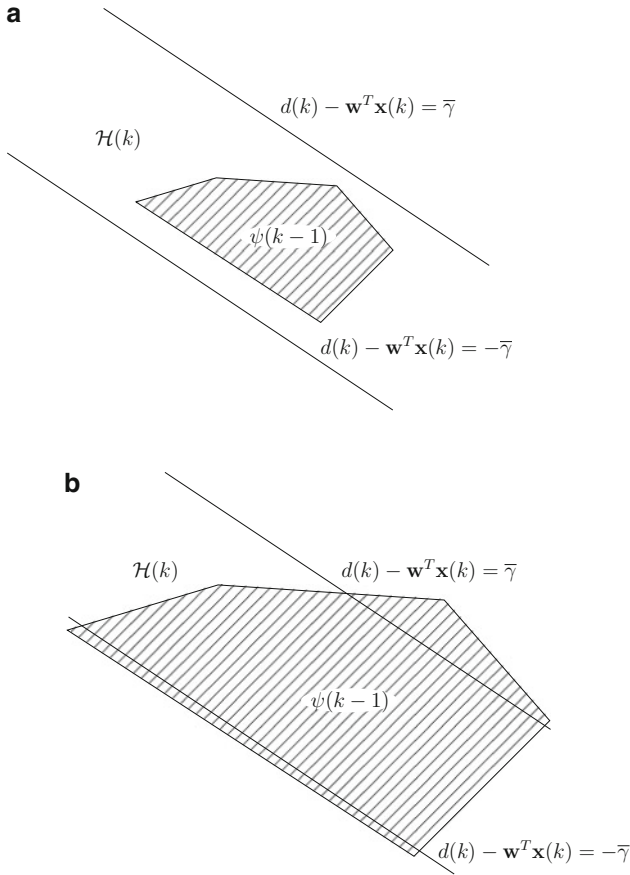 a
d(k) − w^T x(k) = γ̅
ℋ(k)
ψ(k − 1)
d(k) − w^T x(k) = −γ̅
b
ℋ(k)
d(k) − w^T x(k) = γ̅
ψ(k − 1)
d(k) − w^T x(k) = −γ̅